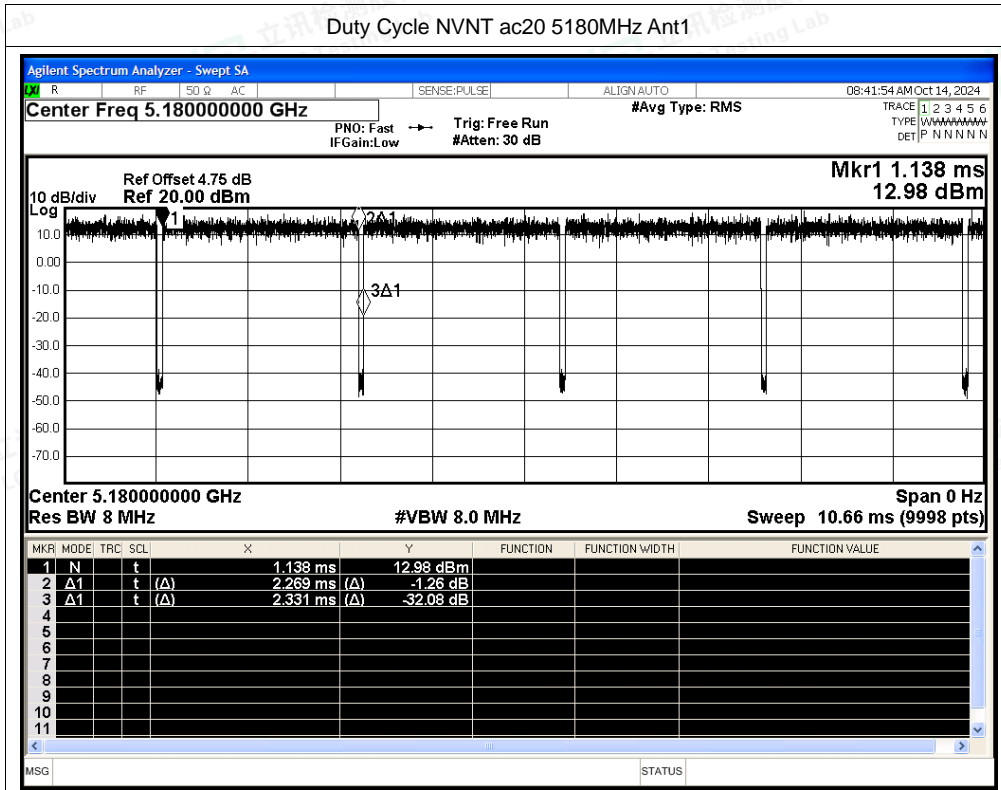 Duty Cycle NVNT ac20 5180MHz Ant1
Agilent Spectrum Analyzer - Swept SA
LXI R RF 50 Ω AC SENSE:PULSE ALIGN AUTO 08:41:54 AM Oct 14, 2024
Center Freq 5.180000000 GHz #Avg Type: RMS TRACE 1 2 3 4 5 6
PNO: Fast Trig: Free Run TYPE WWWWWW
IFGain:Low #Atten: 30 dB DET P N N N N N
Mkr1 1.138 ms
Ref Offset 4.75 dB
10 dB/div Ref 20.00 dBm 12.98 dBm
Log
1 2Δ1
10.0
0.00
-10.0 3Δ1
-20.0
-30.0
-40.0
-50.0
-60.0
-70.0
Center 5.180000000 GHz Span 0 Hz
Res BW 8 MHz #VBW 8.0 MHz Sweep 10.66 ms (9998 pts)
MKR MODE TRC SCL X Y FUNCTION FUNCTION WIDTH FUNCTION VALUE
1 N t 1.138 ms 12.98 dBm
2 Δ1 t (Δ) 2.269 ms (Δ) -1.26 dB
3 Δ1 t (Δ) 2.331 ms (Δ) -32.08 dB
4
5
6
7
8
9
10
11
MSG STATUS